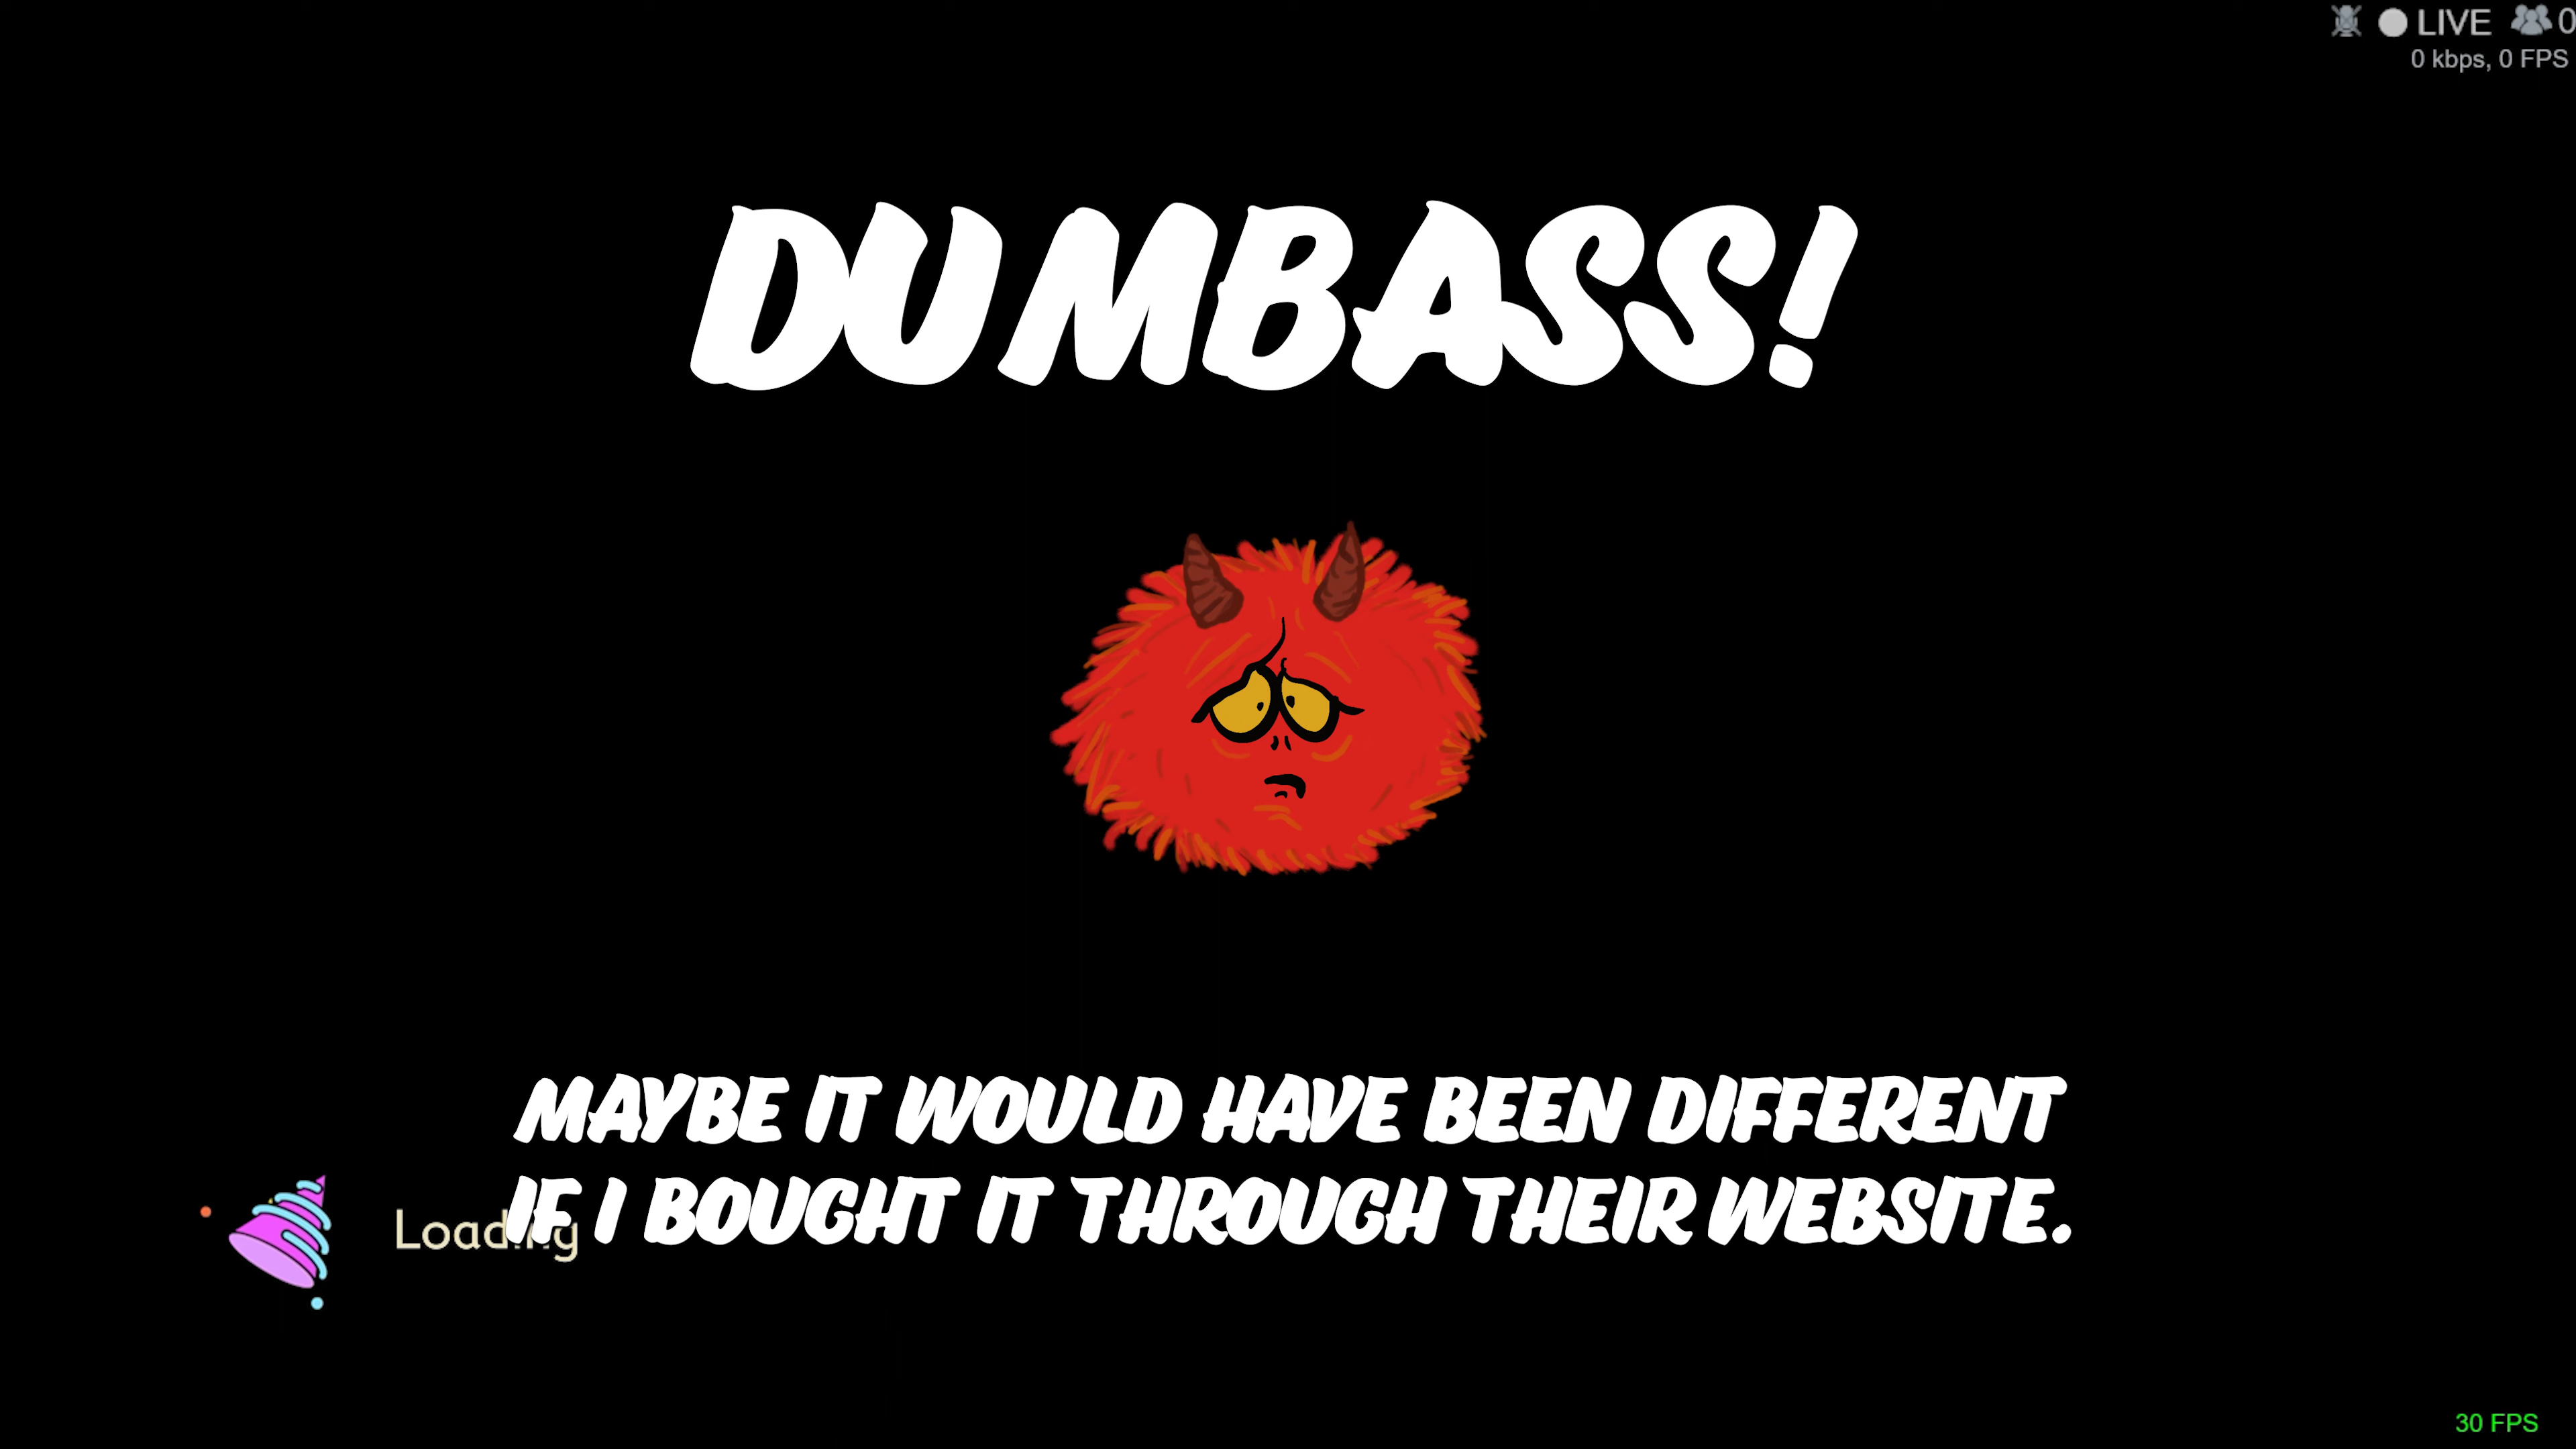 LIVE 0
0 kbps, 0 FPS
DUMBASS!
MAYBE IT WOULD HAVE BEEN DIFFERENT
IF I BOUGHT IT THROUGH THEIR WEBSITE.
Loading
30 FPS